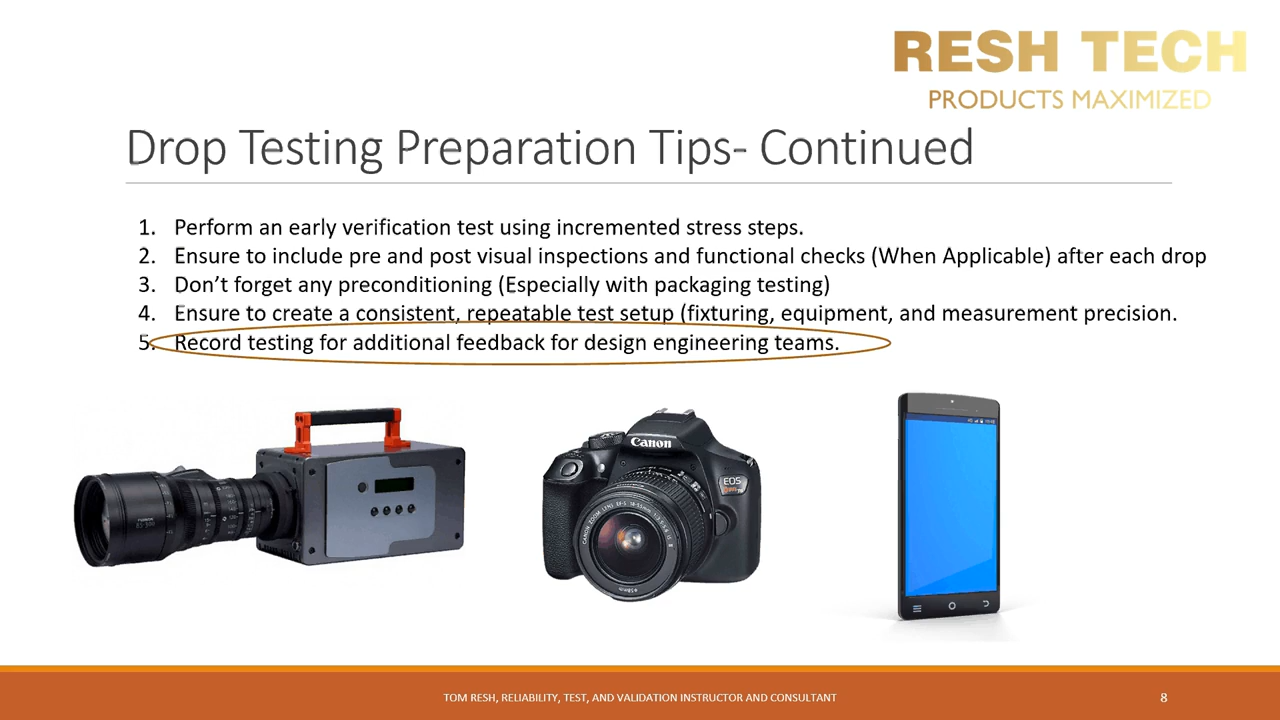 RESH TECH
PRODUCTS MAXIMIZED
Drop Testing Preparation Tips- Continued
1. Perform an early verification test using incremented stress steps.
2. Ensure to include pre and post visual inspections and functional checks (When Applicable) after each drop
3. Don’t forget any preconditioning (Especially with packaging testing)
4. Ensure to create a consistent, repeatable test setup (fixturing, equipment, and measurement precision.
5. Record testing for additional feedback for design engineering teams.
Canon
EOS
TOM RESH, RELIABILITY, TEST, AND VALIDATION INSTRUCTOR AND CONSULTANT
8